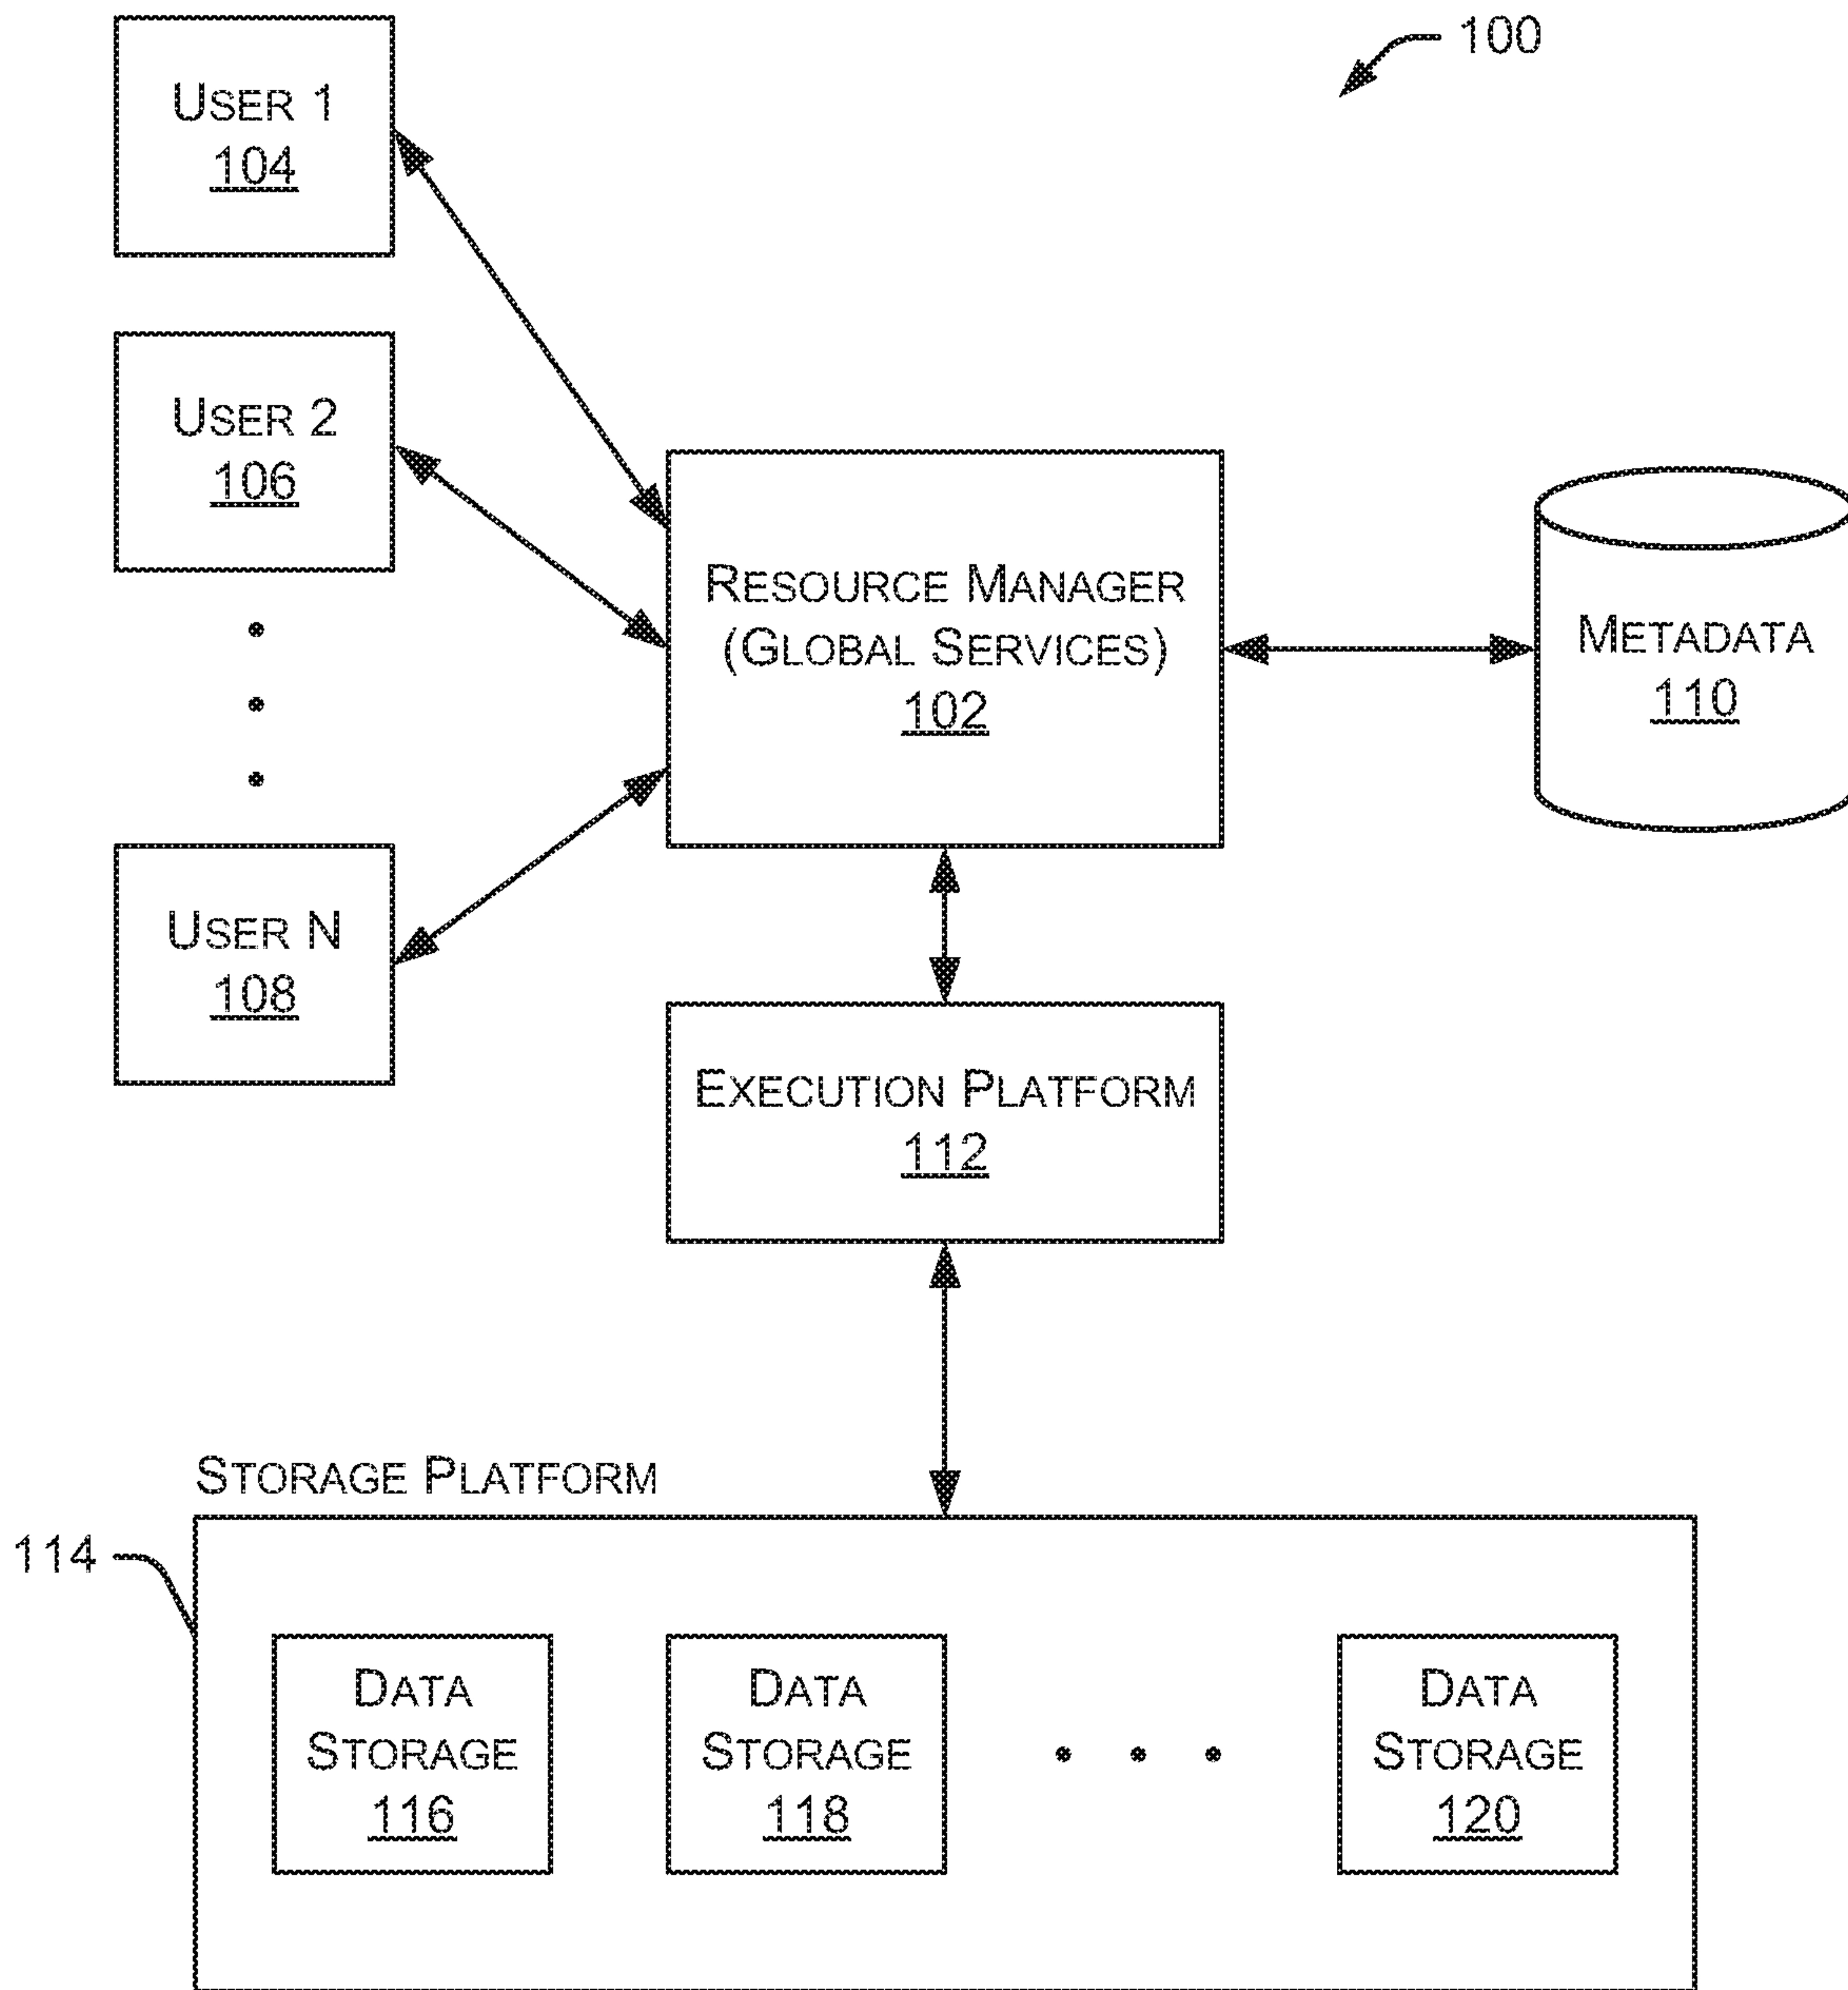 100
USER 1
104
USER 2
106
RESOURCE MANAGER
(GLOBAL SERVICES)
102
METADATA
110
USER N
108
EXECUTION PLATFORM
112
STORAGE PLATFORM
114
DATA
STORAGE
116
DATA
STORAGE
118
DATA
STORAGE
120